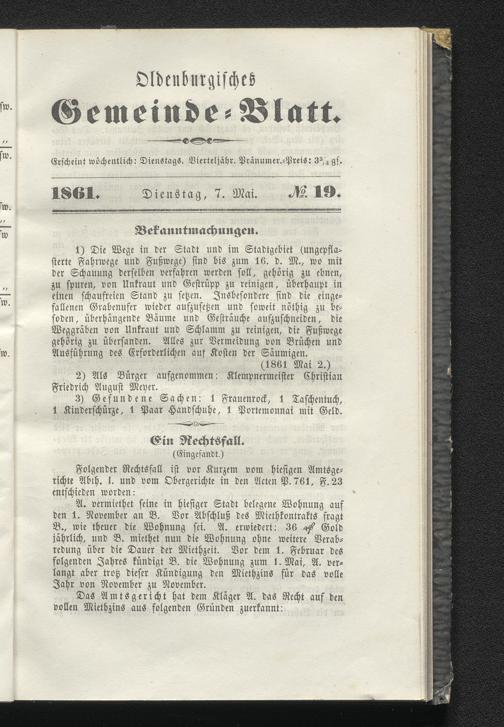 Oldenburgisches
Gemeinde-Blatt.
Erscheint wöchentlich: Dienstags. Vierteljähr. Pränumer.-Preis: 3¾ gs.
1861. Dienstag, 7. Mai. № 19.
Bekanntmachungen.
1) Die Wege in der Stadt und im Stadtgebiet (ungepfla-
sterte Fahrwege und Fußwege) sind bis zum 16. d. M., wo mit
der Schauung derselben verfahren werden soll, gehörig zu ebnen,
zu spuren, von Unkraut und Gestrüpp zu reinigen, überhaupt in
einen schaufreien Stand zu setzen. Insbesondere sind die einge-
fallenen Grabenufer wieder aufzusetzen und soweit nöthig zu be-
soden, überhängende Bäume und Gesträuche aufzuschneiden, die
Weggräben von Unkraut und Schlamm zu reinigen, die Fußwege
gehörig zu übersanden. Alles zur Vermeidung von Brüchen und
Ausführung des Erforderlichen auf Kosten der Säumigen.
(1861 Mai 2.)
2) Als Bürger aufgenommen: Klempnermeister Christian
Friedrich August Meyer.
3) Gefundene Sachen: 1 Frauenrock, 1 Taschentuch,
1 Kinderschürze, 1 Paar Handschuhe, 1 Portemonnai mit Geld.
Ein Rechtsfall.
(Eingesandt.)
Folgender Rechtsfall ist vor Kurzem vom hiesigen Amtsge-
richte Abth. I. und vom Obergerichte in den Acten P. 761, F. 23
entschieden worden:
A. vermiethet seine in hiesiger Stadt belegene Wohnung auf
den 1. November an B. Vor Abschluß des Miethkontrakts fragt
B., wie theuer die Wohnung sei. A. erwiedert: 36 ₰ Gold
jährlich, und B. miethet nun die Wohnung ohne weitere Verab-
redung über die Dauer der Miethzeit. Vor dem 1. Februar des
folgenden Jahres kündigt B. die Wohnung zum 1. Mai, A. ver-
langt aber trotz dieser Kündigung den Miethzins für das volle
Jahr von November zu November.
Das Amtsgericht hat dem Kläger A. das Recht auf den
vollen Miethzins aus folgenden Gründen zuerkannt: